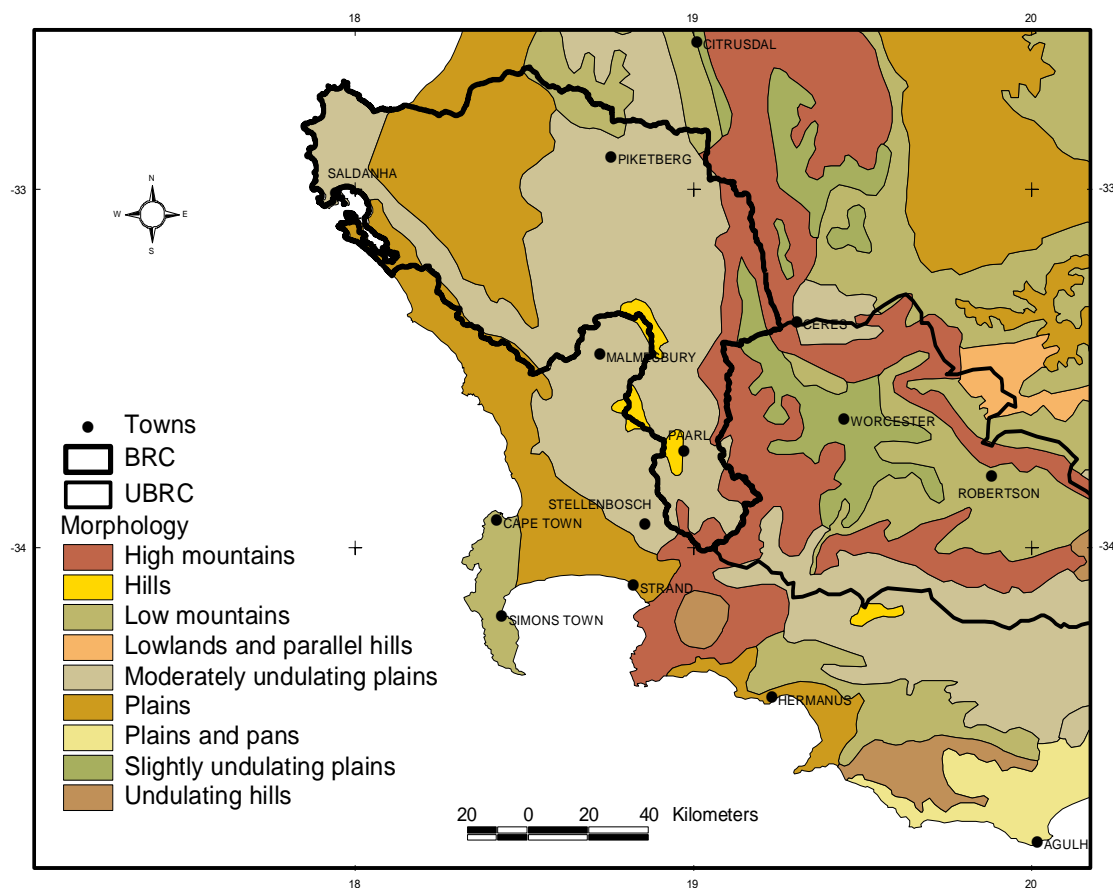 18 19 20
CITRUSDAL
PIKETBERG
-33 -33
SALDANHA
N
W E
S
CERES
MALMESBURY
WORCESTER
PAARL
ROBERTSON
STELLENBOSCH
CAPE TOWN
-34 -34
STRAND
SIMONS TOWN
HERMANUS
AGULH
Towns
BRC
UBRC
Morphology
High mountains
Hills
Low mountains
Lowlands and parallel hills
Moderately undulating plains
Plains
Plains and pans
Slightly undulating plains
Undulating hills
20 0 20 40 Kilometers
18 19 20